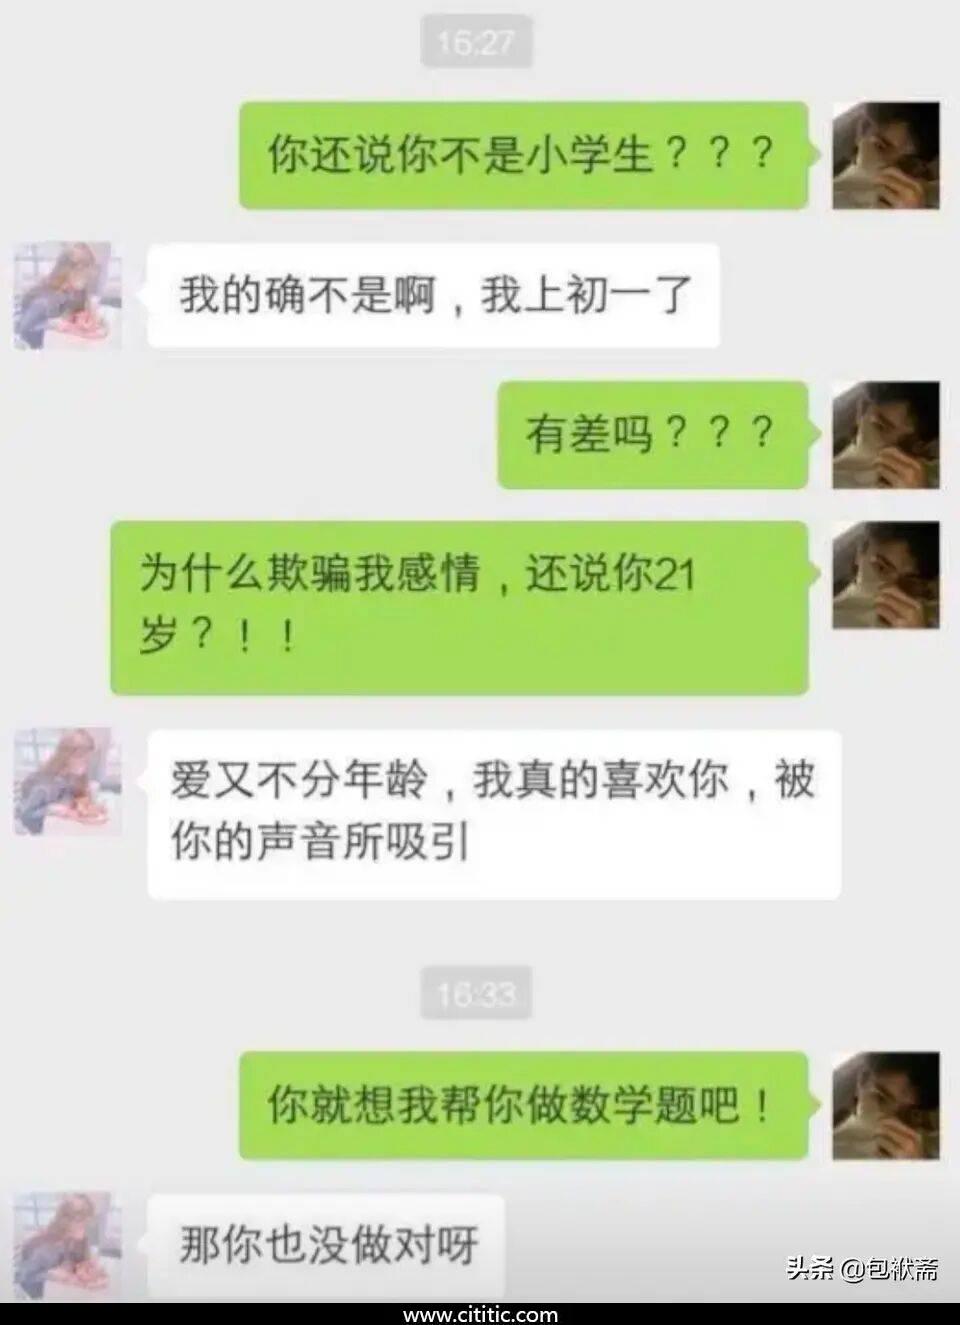 16:27
你还说你不是小学生？？？
我的确不是啊，我上初一了
有差吗？？？
为什么欺骗我感情，还说你21
岁？！！
爱又不分年龄，我真的喜欢你，被
你的声音所吸引
16:33
你就想我帮你做数学题吧！
那你也没做对呀
头条 @包袱斋
www.cititic.com